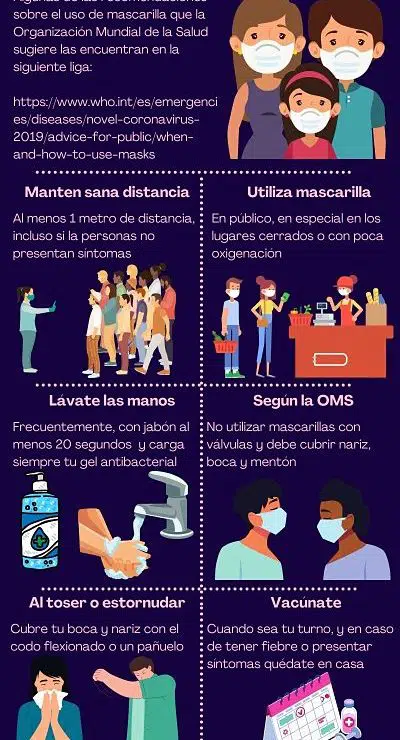 sobre el uso de mascarilla que la
Organización Mundial de la Salud
sugiere las encuentran en la
siguiente liga:
https://www.who.int/es/emergenci
es/diseases/novel-coronavirus-
2019/advice-for-public/when-
and-how-to-use-masks
Manten sana distancia
Al menos 1 metro de distancia,
incluso si la personas no
presentan síntomas
Utiliza mascarilla
En público, en especial en los
lugares cerrados o con poca
oxigenación
Lávate las manos
Frecuentemente, con jabón al
menos 20 segundos y carga
siempre tu gel antibacterial
Según la OMS
No utilizar mascarillas con
válvulas y debe cubrir nariz,
boca y mentón
Al toser o estornudar
Cubre tu boca y nariz con el
codo flexionado o un pañuelo
Vacúnate
Cuando sea tu turno, y en caso
de tener fiebre o presentar
síntomas quédate en casa